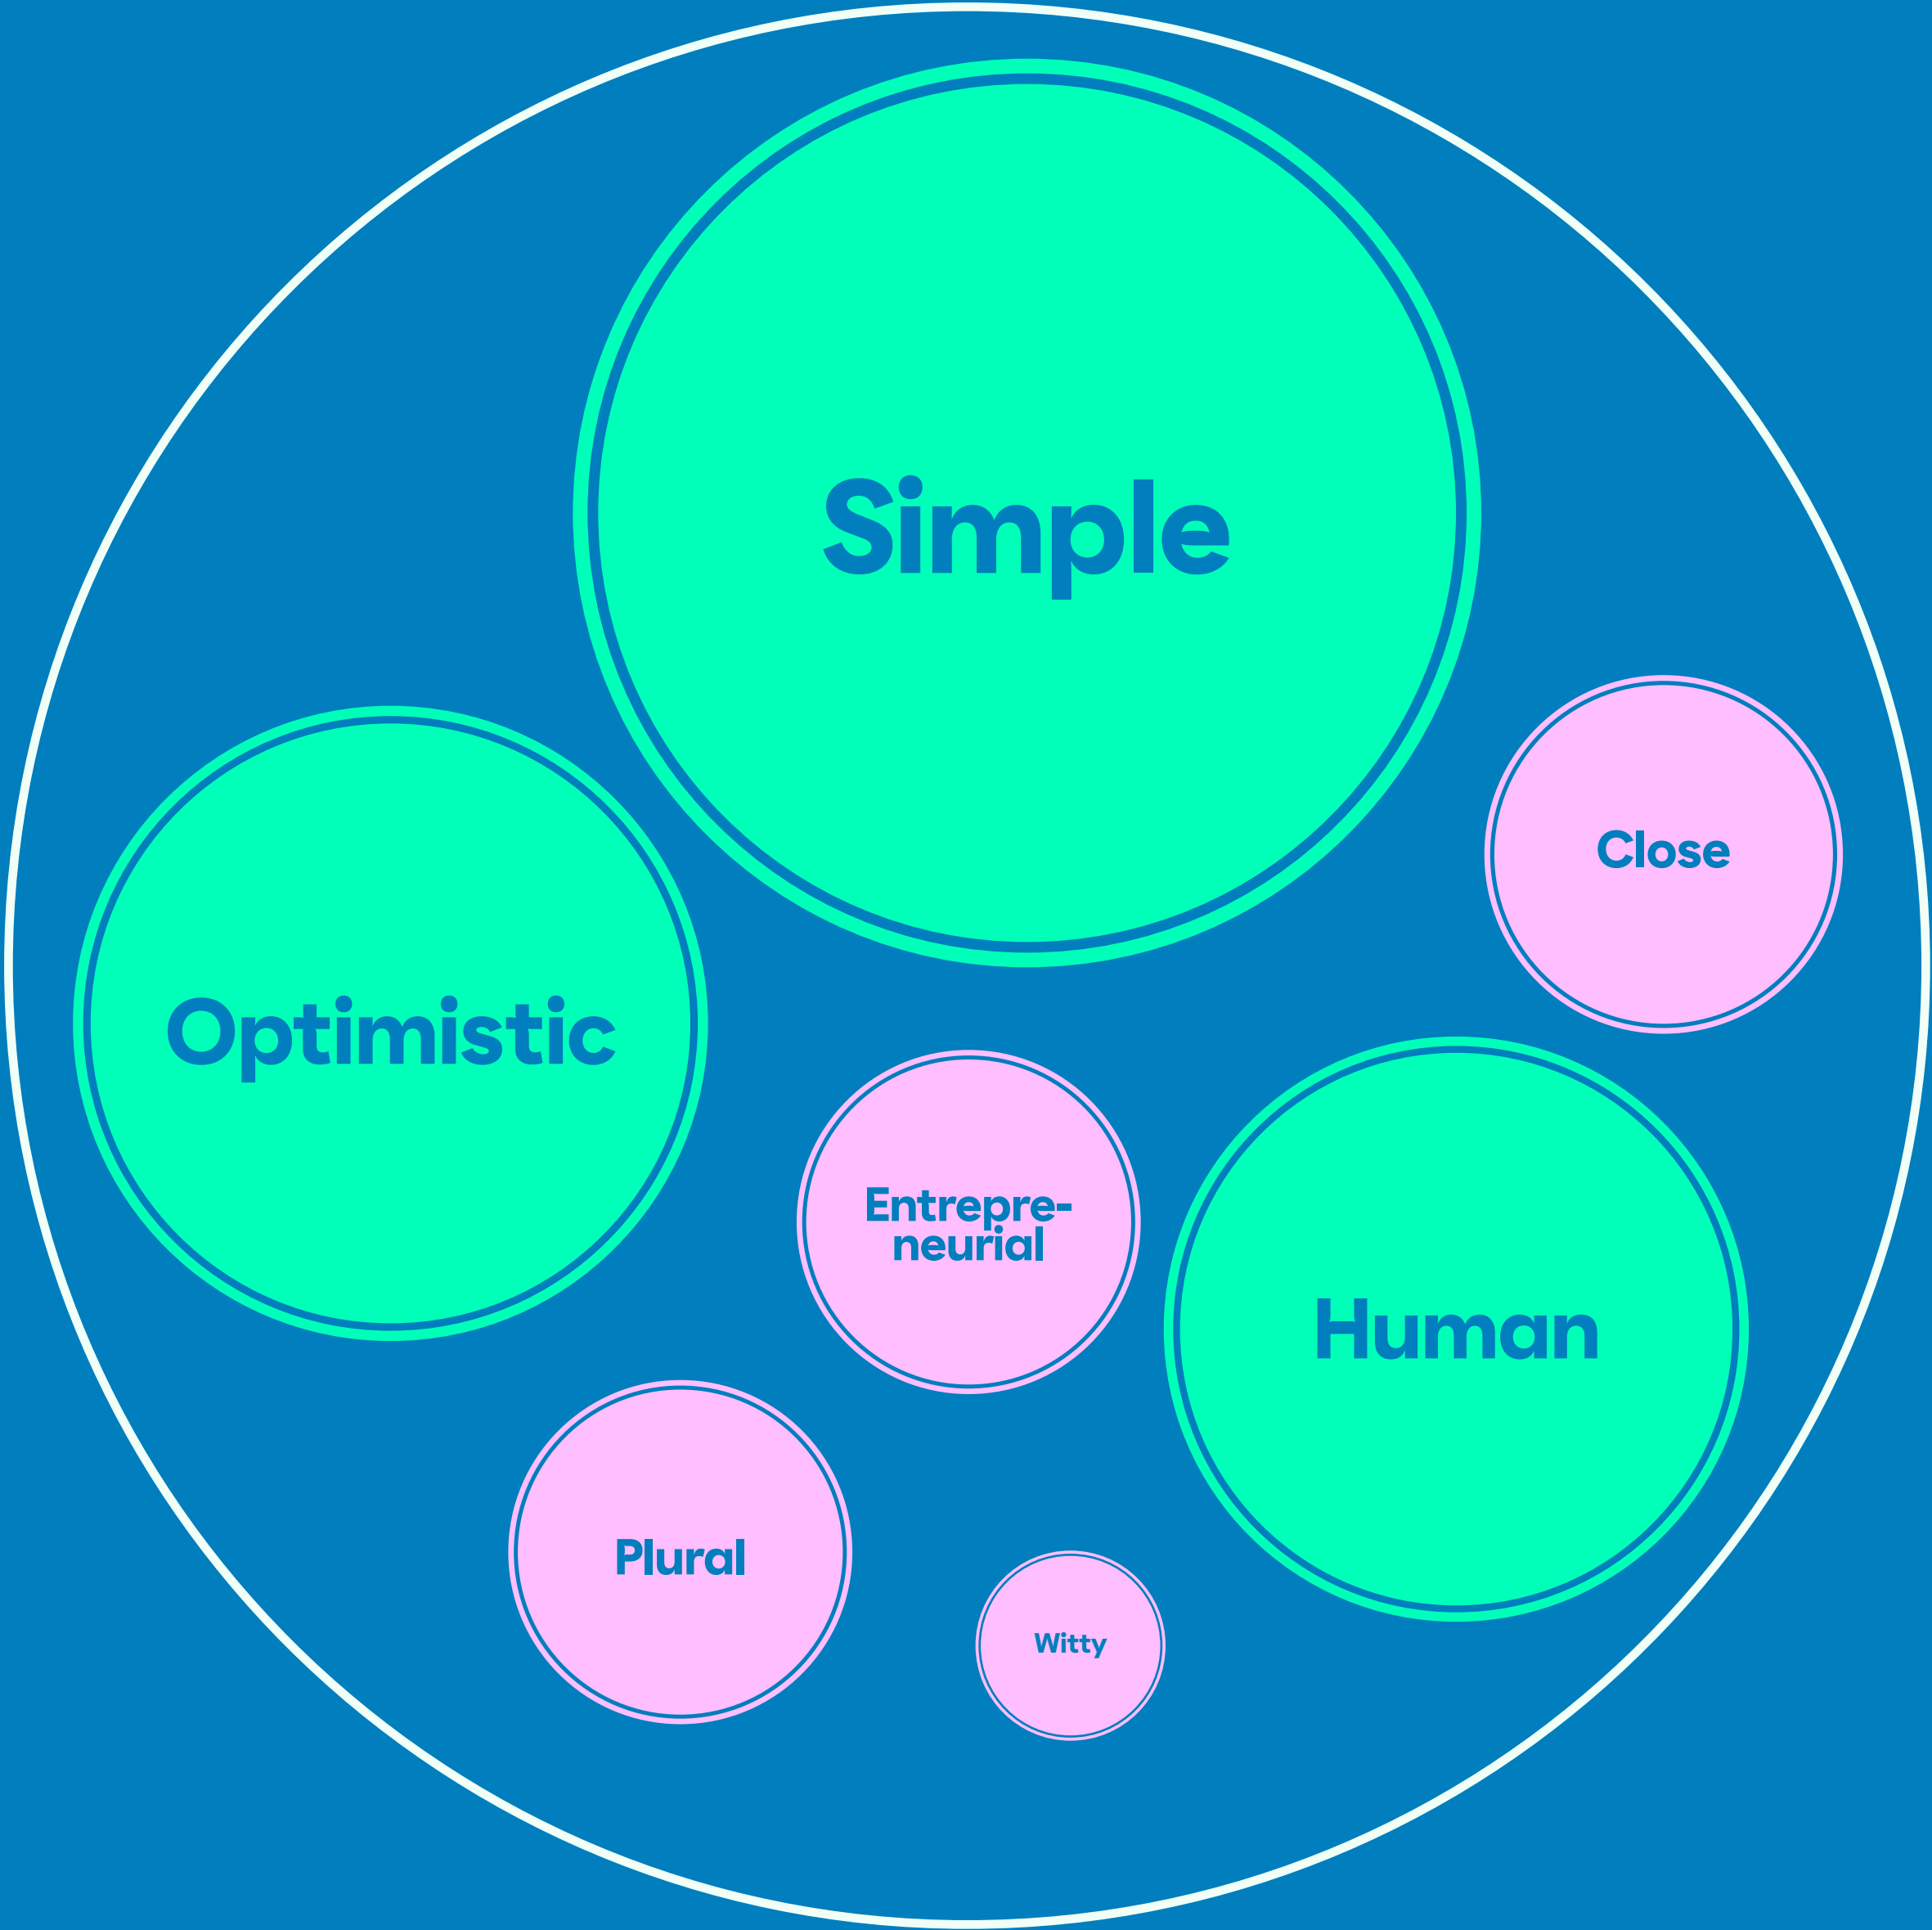 Simple
Close
Optimistic
Entrepre-
neurial
Human
Plural
Witty